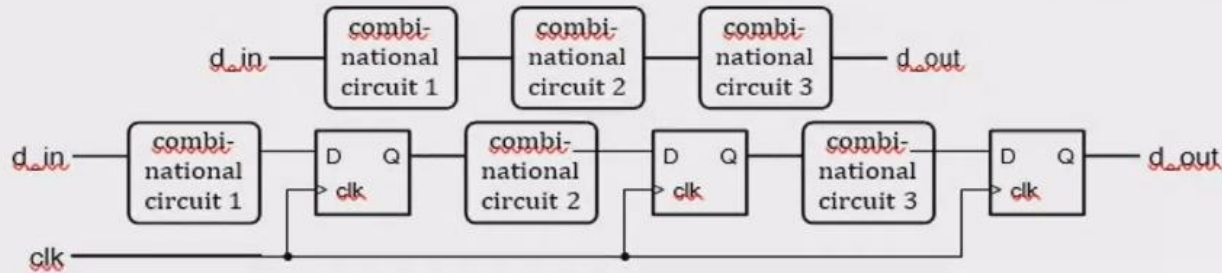 d_in
combi-
national
circuit 1
combi-
national
circuit 2
combi-
national
circuit 3
d_out
d_in
combi-
national
circuit 1
D Q
clk
combi-
national
circuit 2
D Q
clk
combi-
national
circuit 3
D Q
clk
d_out
clk